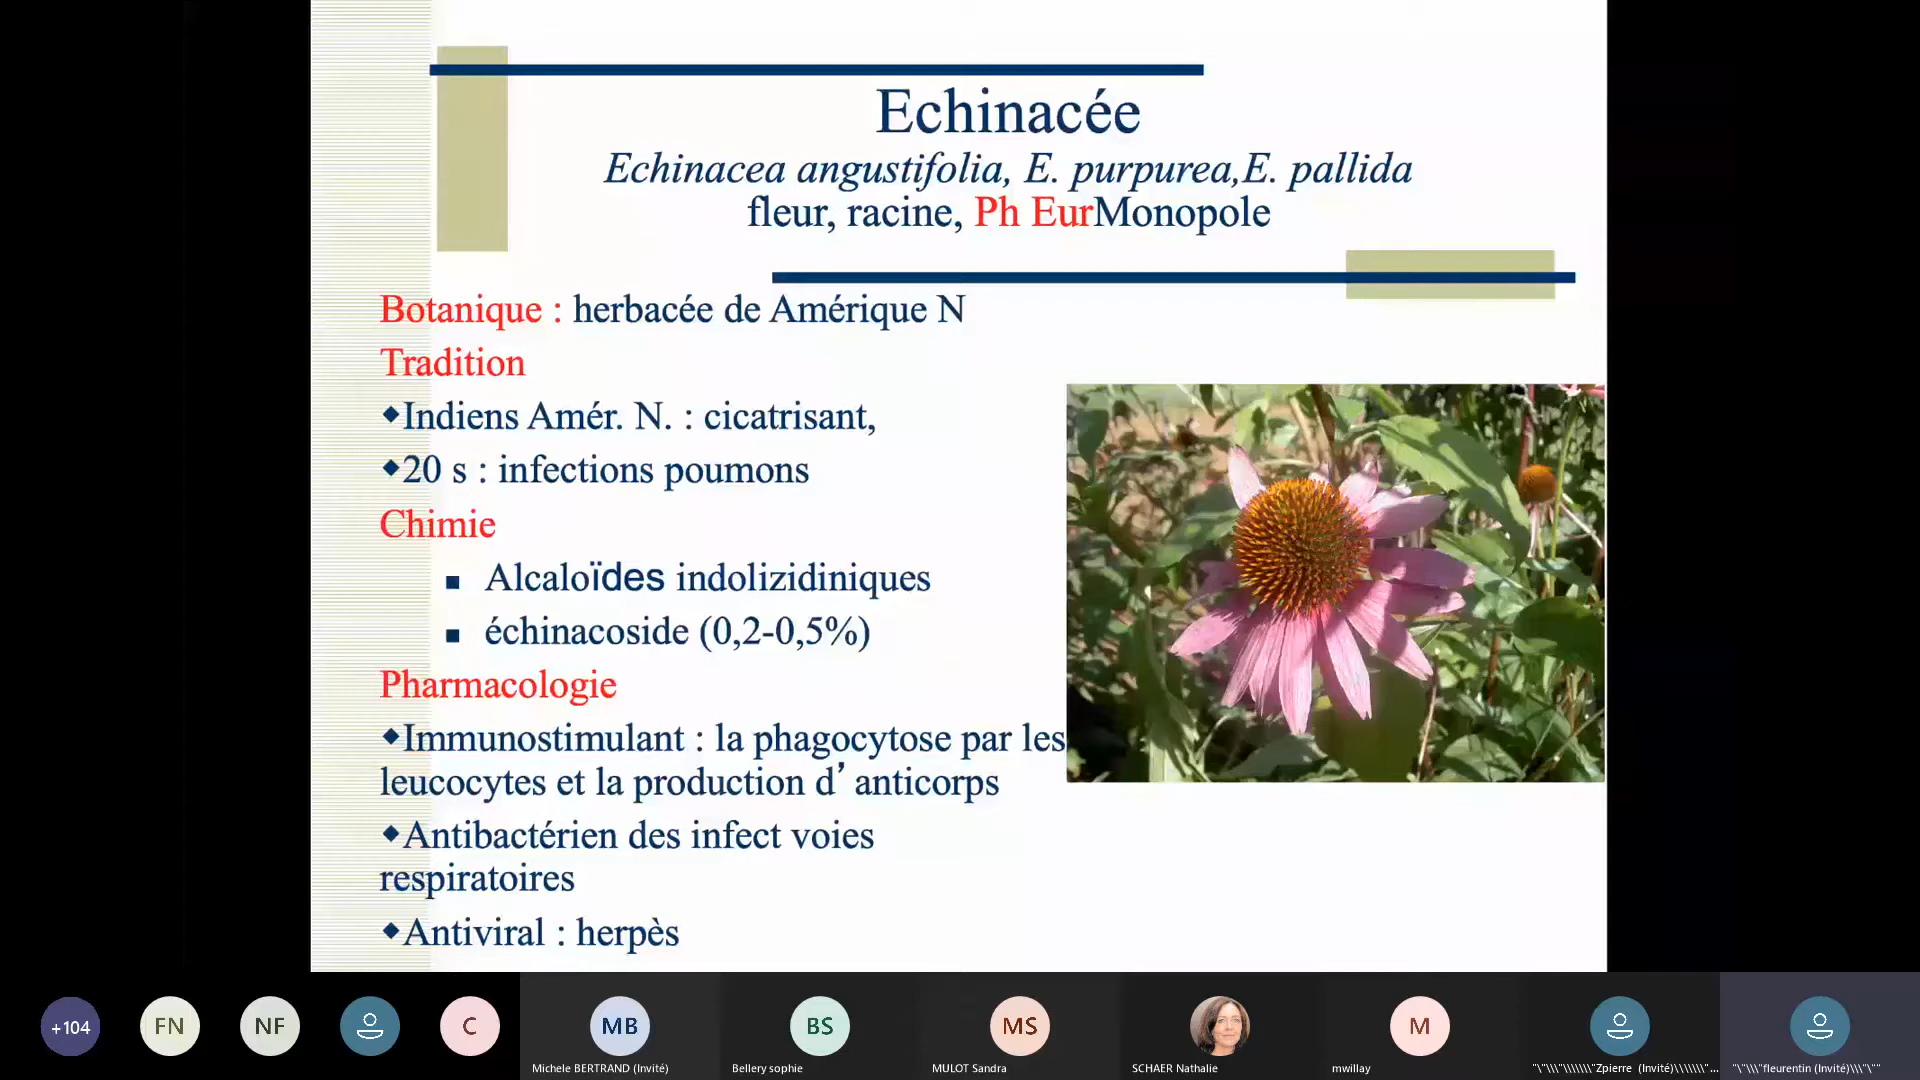 Echinacée
Echinacea angustifolia, E. purpurea,E. pallida
fleur, racine, Ph EurMonopole
Botanique : herbacée de Amérique N
Tradition
◆Indiens Amér. N. : cicatrisant,
◆20 s : infections poumons
Chimie
▪ Alcaloïdes indolizidiniques
▪ échinacoside (0,2-0,5%)
Pharmacologie
◆Immunostimulant : la phagocytose par les
leucocytes et la production d’ anticorps
◆Antibactérien des infect voies
respiratoires
◆Antiviral : herpès
+104 FN NF C MB BS MS M
Michele BERTRAND (Invité) Bellery sophie MULOT Sandra SCHAER Nathalie mwillay "\"\\\"\\\\\\\"Zpierre (Invité)\\\\\\\"... "\"\\\"fleurentin (Invité)\\\"\""